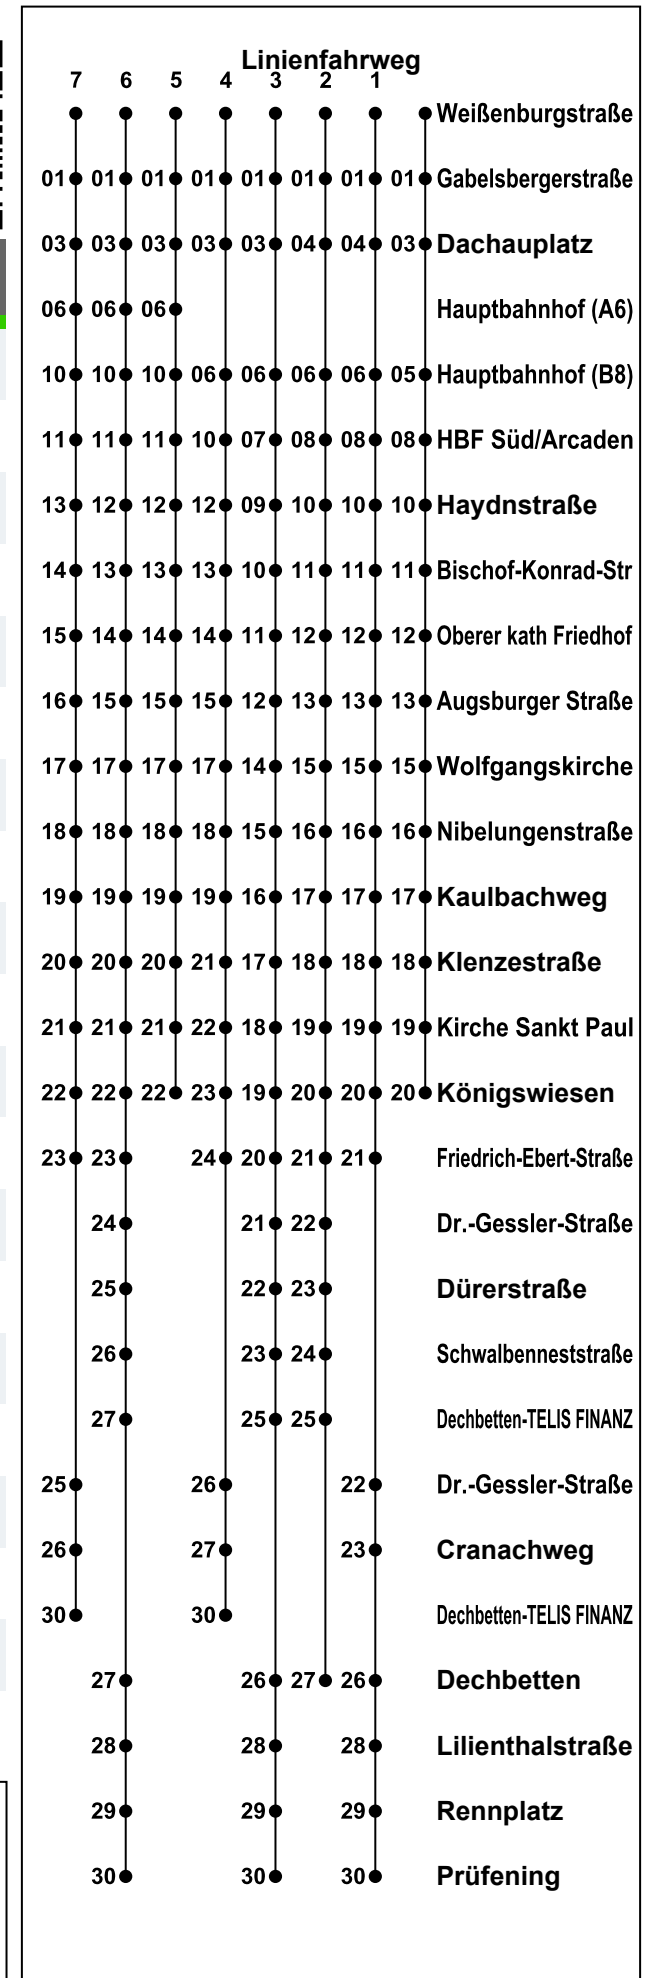 Linienfahrweg
7 6 5 4 3 2 1
Weißenburgstraße
01 01 01 01 01 01 01 01 Gabelsbergerstraße
03 03 03 03 03 04 04 03 Dachauplatz
06 06 06 Hauptbahnhof (A6)
10 10 10 06 06 06 06 05 Hauptbahnhof (B8)
11 11 11 10 07 08 08 08 HBF Süd/Arcaden
13 12 12 12 09 10 10 10 Haydnstraße
14 13 13 13 10 11 11 11 Bischof-Konrad-Str
15 14 14 14 11 12 12 12 Oberer kath Friedhof
16 15 15 15 12 13 13 13 Augsburger Straße
17 17 17 17 14 15 15 15 Wolfgangskirche
18 18 18 18 15 16 16 16 Nibelungenstraße
19 19 19 19 16 17 17 17 Kaulbachweg
20 20 20 21 17 18 18 18 Klenzestraße
21 21 21 22 18 19 19 19 Kirche Sankt Paul
22 22 22 23 19 20 20 20 Königswiesen
23 23 24 20 21 21 Friedrich-Ebert-Straße
24 21 22 Dr.-Gessler-Straße
25 22 23 Dürerstraße
26 23 24 Schwalbenneststraße
27 25 25 Dechbetten-TELIS FINANZ
25 26 22 Dr.-Gessler-Straße
26 27 23 Cranachweg
30 30 Dechbetten-TELIS FINANZ
27 26 27 26 Dechbetten
28 28 28 Lilienthalstraße
29 29 29 Rennplatz
30 30 30 Prüfening